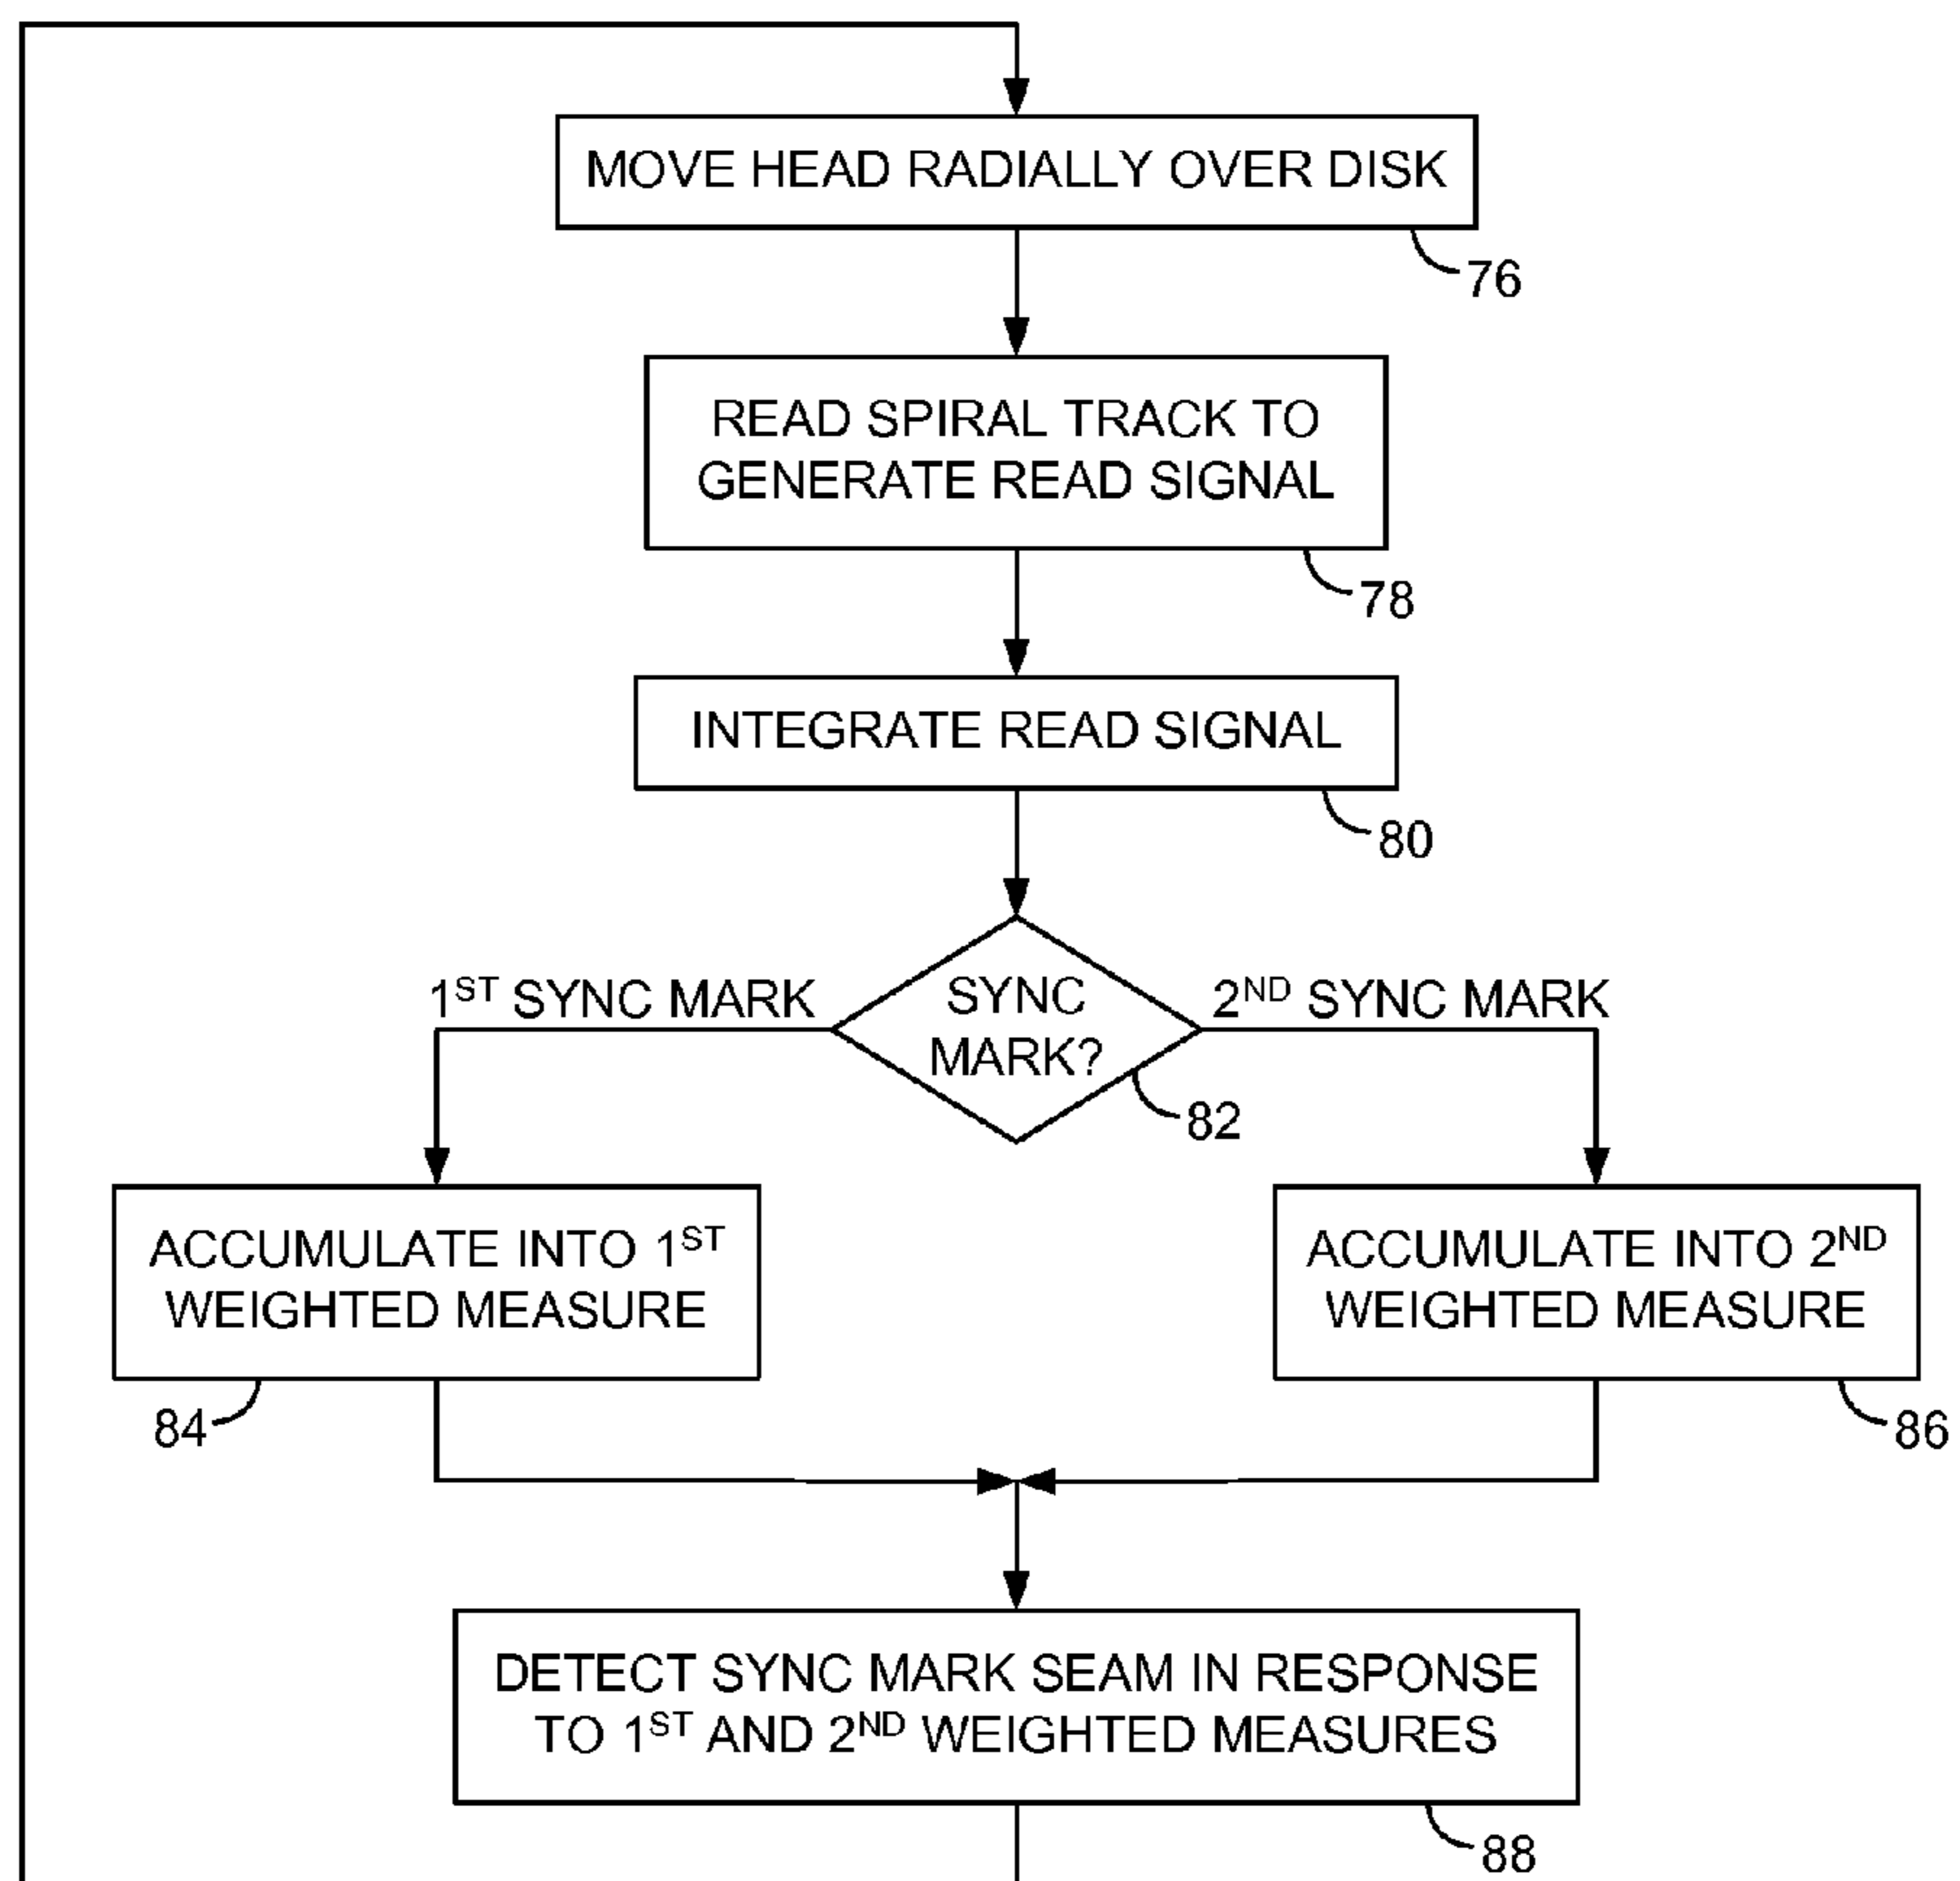 MOVE HEAD RADIALLY OVER DISK
76
READ SPIRAL TRACK TO
GENERATE READ SIGNAL
78
INTEGRATE READ SIGNAL
80
1ST SYNC MARK
SYNC
MARK?
2ND SYNC MARK
82
ACCUMULATE INTO 1ST
WEIGHTED MEASURE
84
ACCUMULATE INTO 2ND
WEIGHTED MEASURE
86
DETECT SYNC MARK SEAM IN RESPONSE
TO 1ST AND 2ND WEIGHTED MEASURES
88